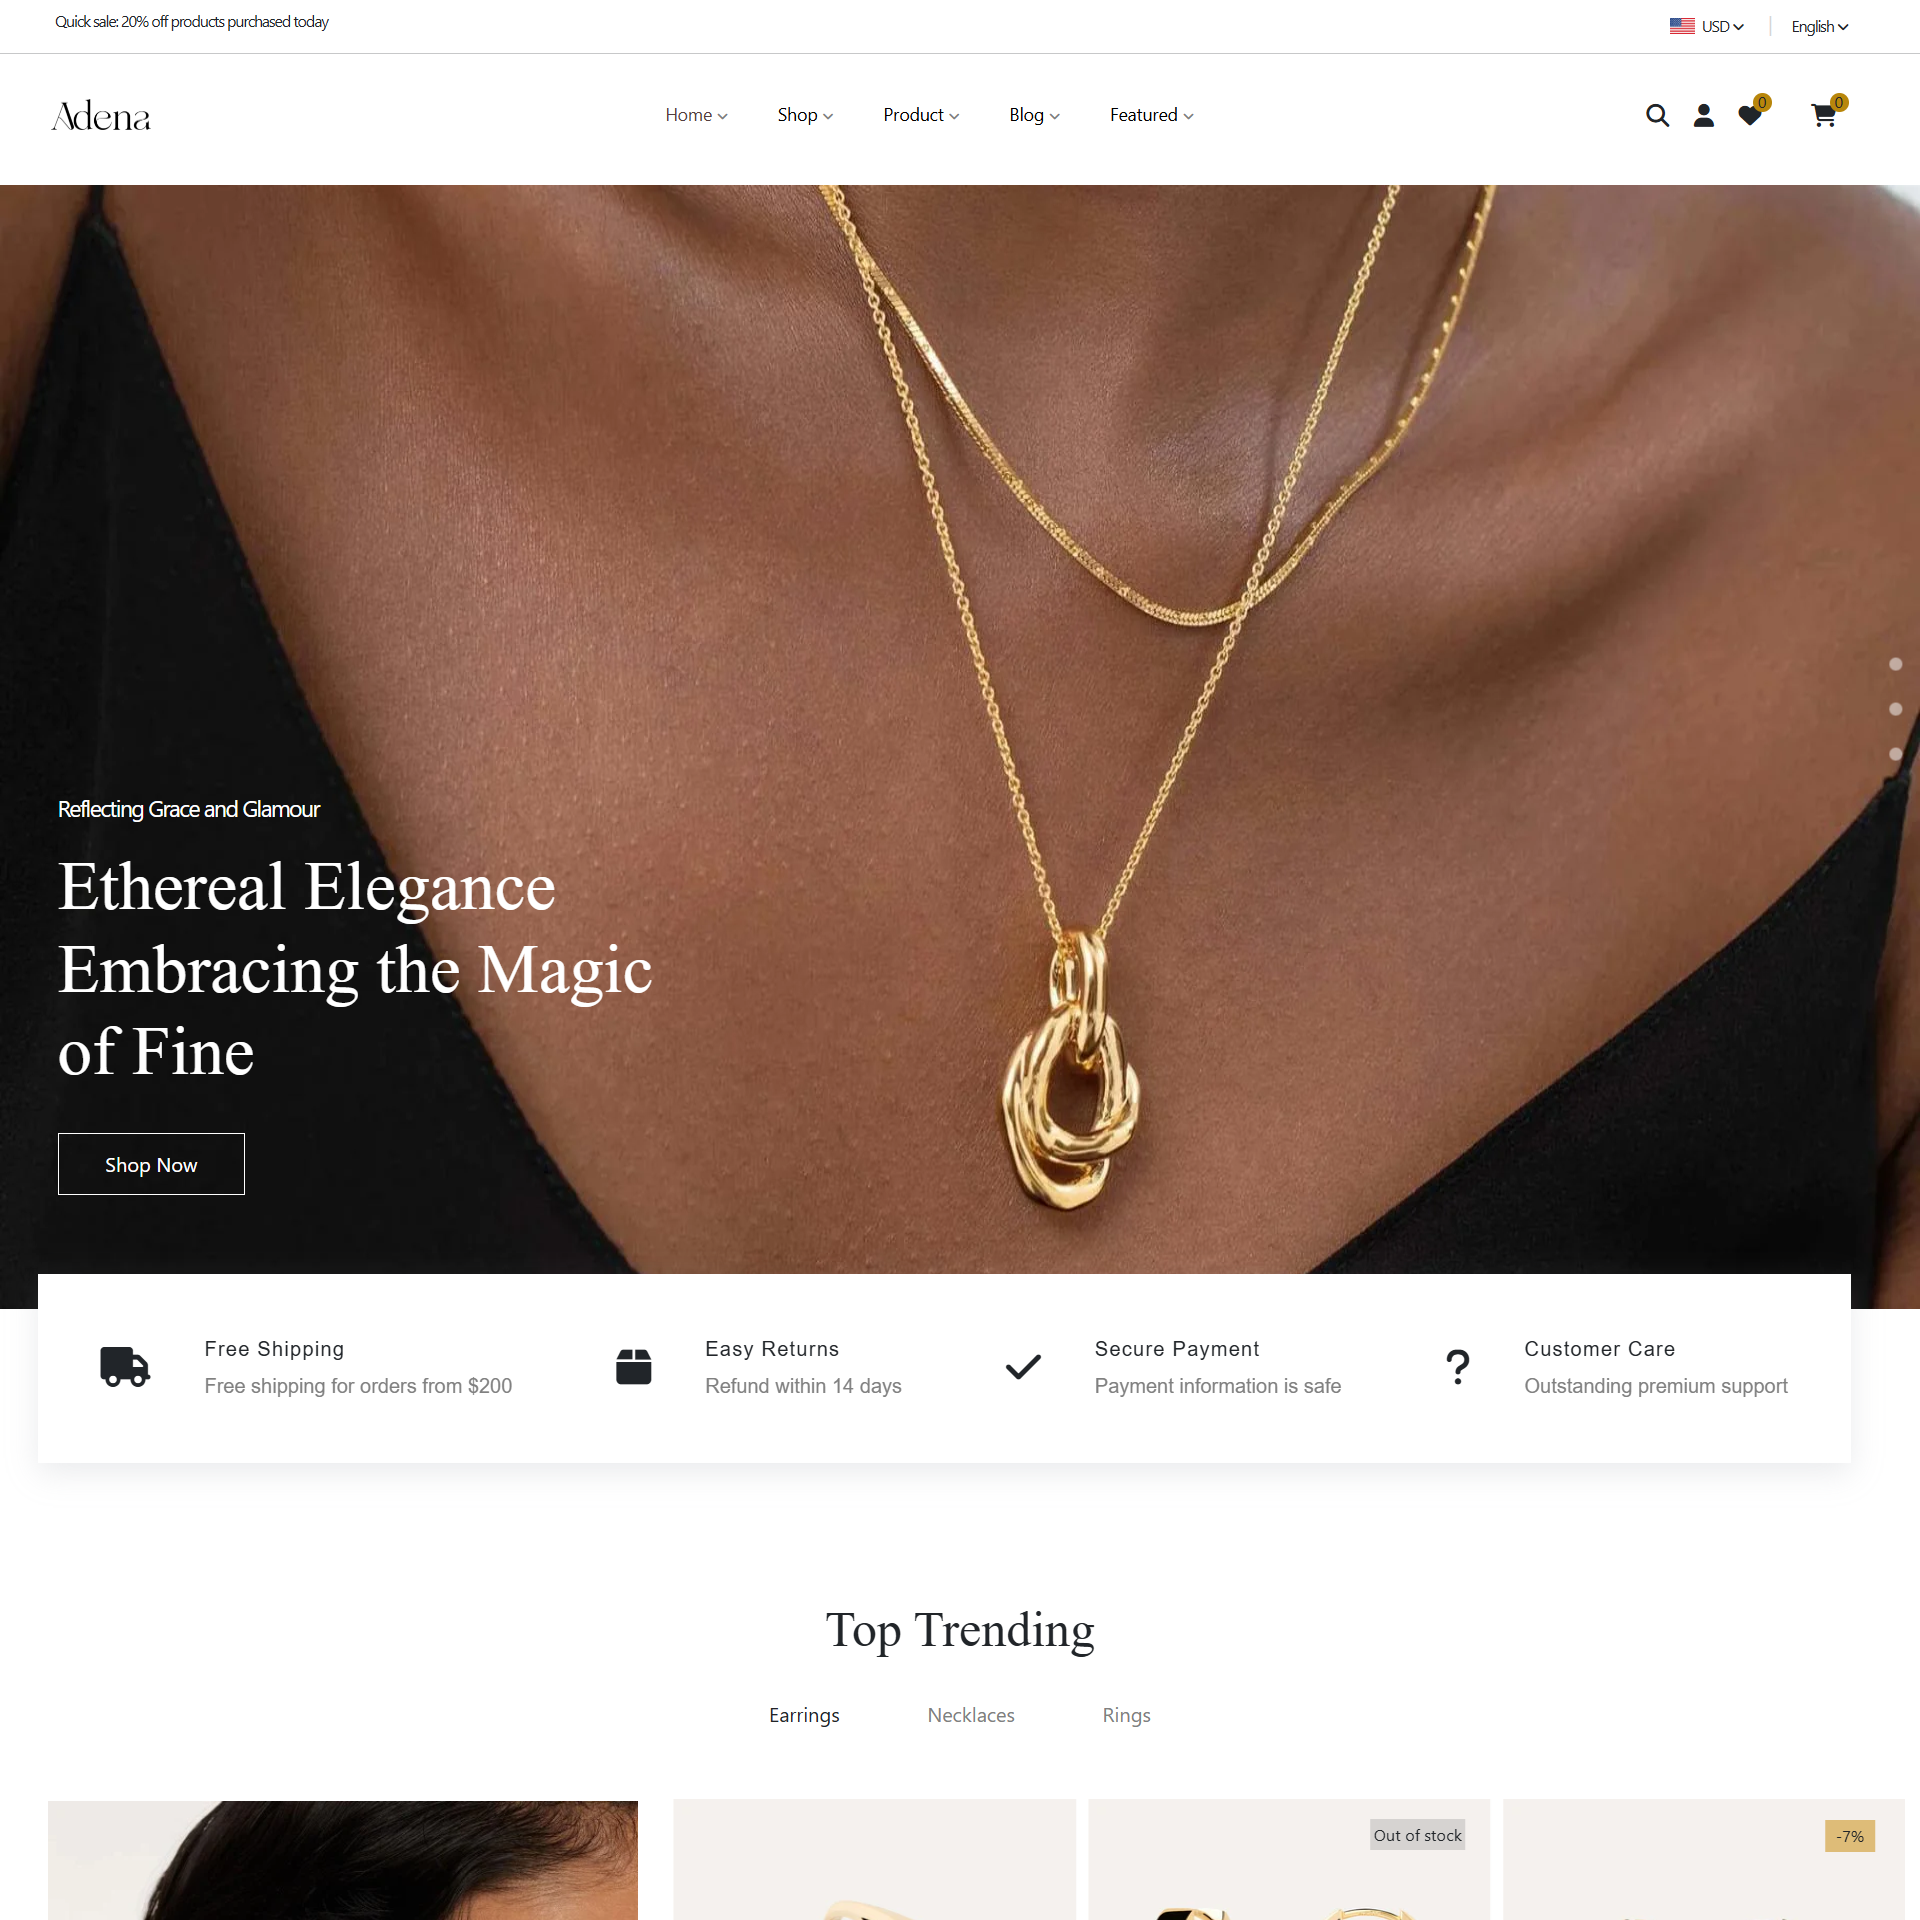 Quick sale: 20% off products purchased today
USD
English
Adena
Home
Shop
Product
Blog
Featured
0
0
Reflecting Grace and Glamour
Ethereal Elegance
Embracing the Magic
of Fine
Shop Now
Free Shipping
Free shipping for orders from $200
Easy Returns
Refund within 14 days
Secure Payment
Payment information is safe
Customer Care
Outstanding premium support
Top Trending
Earrings
Necklaces
Rings
Out of stock
-7%